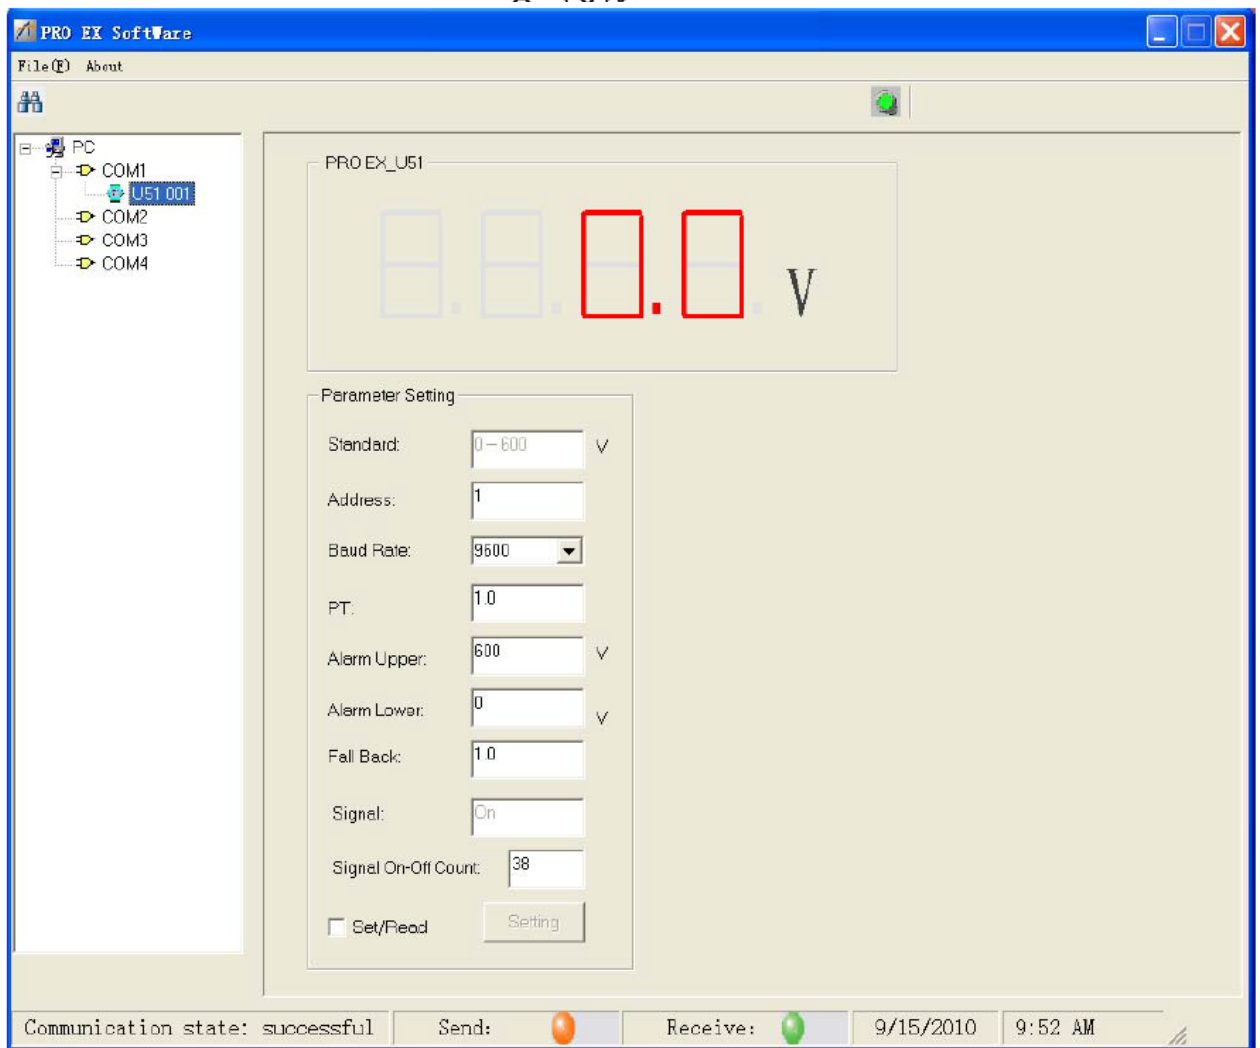 PRO EX SoftWare
File(F) About
PC
COM1
U51 001
COM2
COM3
COM4
PRO EX_U51
0.0 V
Parameter Setting
Standard: 0-600 V
Address: 1
Baud Rate: 9600
PT: 1.0
Alarm Upper: 600 V
Alarm Lower: 0 V
Fall Back: 1.0
Signal: On
Signal On-Off Count: 38
Set/Read Setting
Communication state: successful Send: Receive: 9/15/2010 9:52 AM